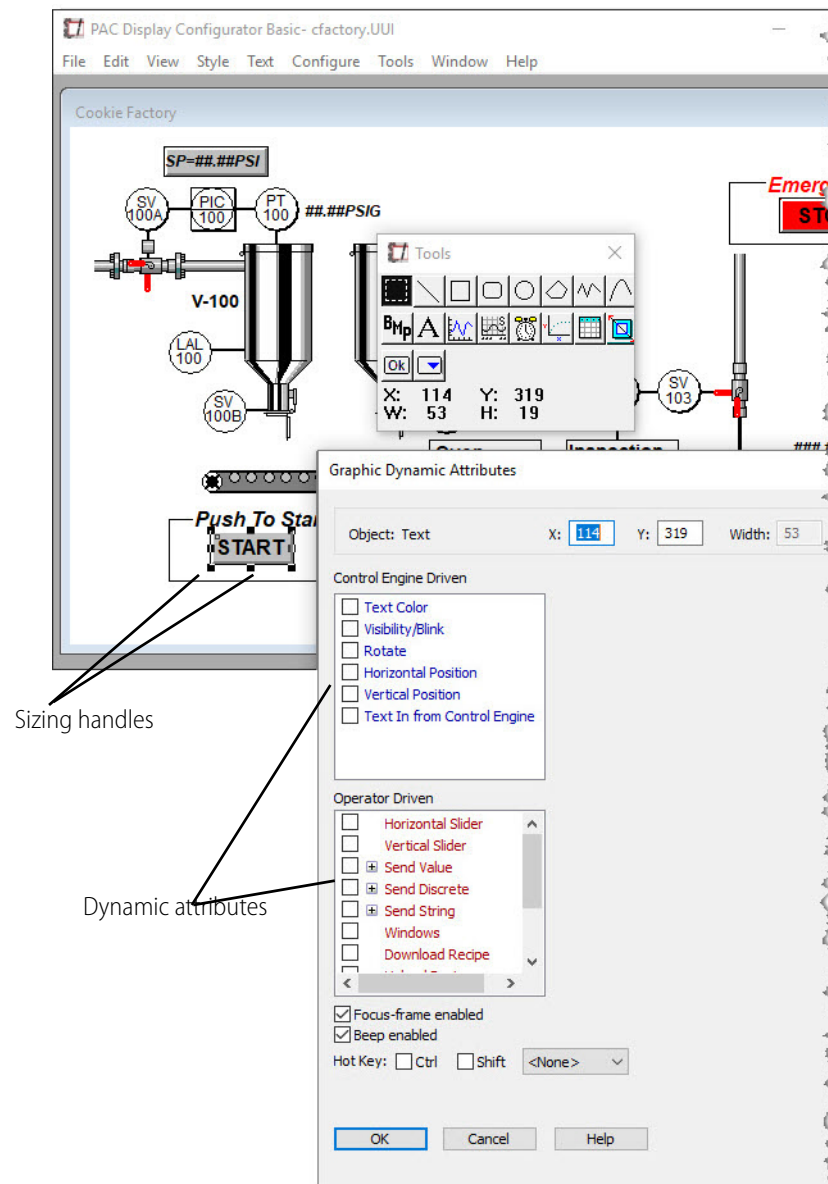 PAC Display Configurator Basic- cfactory.UUI
File Edit View Style Text Configure Tools Window Help
Cookie Factory
SP=##.##PSI
SV 100A
PIC 100
PT 100
##.##PSIG
V-100
LAL 100
SV 100B
Tools
BMP A
Ok
X: 114 Y: 319
W: 53 H: 19
SV 103
Push To
START
Graphic Dynamic Attributes
Object: Text X: 114 Y: 319 Width: 53
Control Engine Driven
Text Color
Visibility/Blink
Rotate
Horizontal Position
Vertical Position
Text In from Control Engine
Operator Driven
Horizontal Slider
Vertical Slider
Send Value
Send Discrete
Send String
Windows
Download Recipe
Focus-frame enabled
Beep enabled
Hot Key: Ctrl Shift <None>
OK Cancel Help
Sizing handles
Dynamic attributes